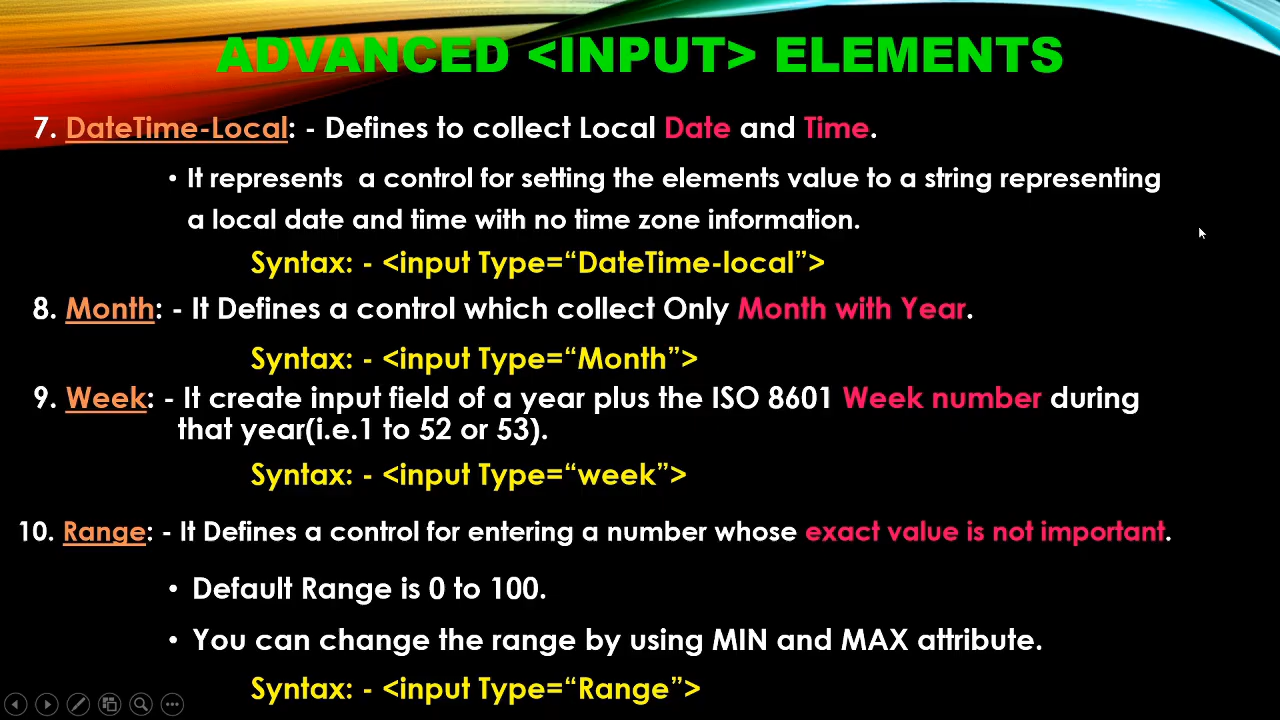 ADVANCED <INPUT> ELEMENTS
7. DateTime-Local: - Defines to collect Local Date and Time.
• It represents  a control for setting the elements value to a string representing
a local date and time with no time zone information.
Syntax: - <input Type=“DateTime-local”>
8. Month: - It Defines a control which collect Only Month with Year.
Syntax: - <input Type=“Month”>
9. Week: - It create input field of a year plus the ISO 8601 Week number during
that year(i.e.1 to 52 or 53).
Syntax: - <input Type=“week”>
10. Range: - It Defines a control for entering a number whose exact value is not important.
• Default Range is 0 to 100.
• You can change the range by using MIN and MAX attribute.
Syntax: - <input Type=“Range”>